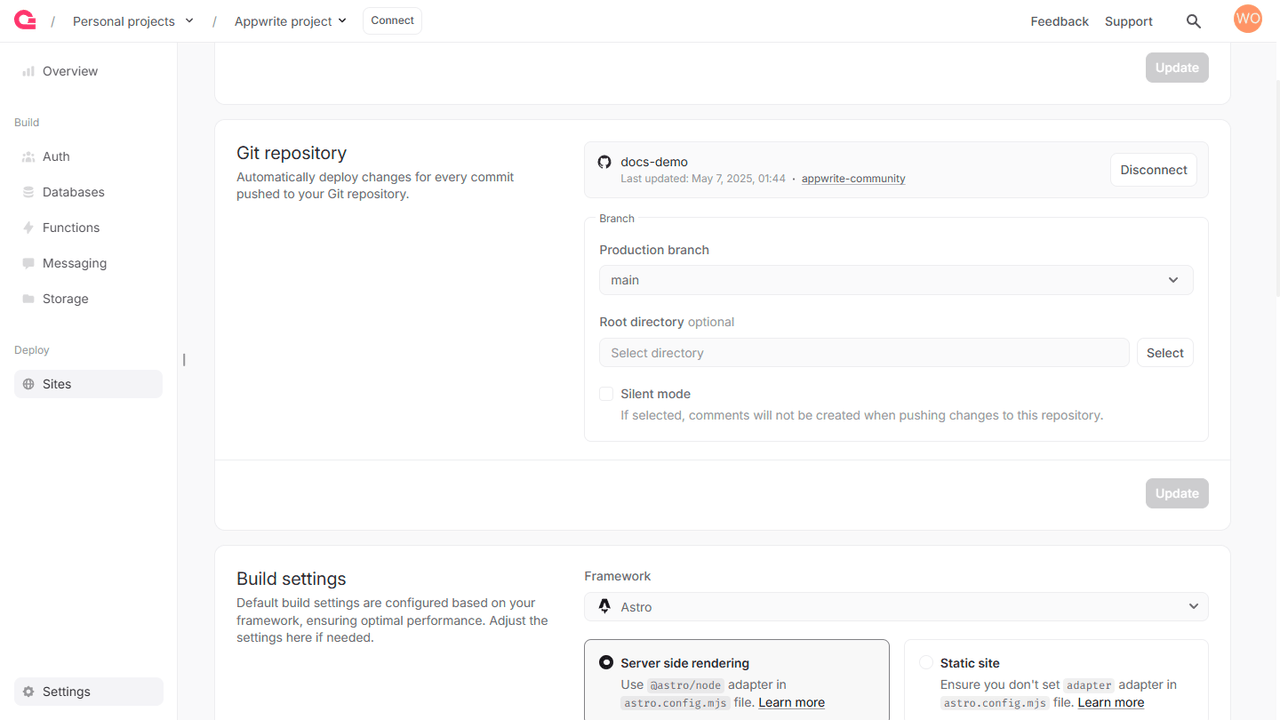 / Personal projects / Appwrite project Connect Feedback Support WO
Overview
Build
Auth
Databases
Functions
Messaging
Storage
Deploy
Sites
Settings
Update
Git repository
Automatically deploy changes for every commit
pushed to your Git repository.
docs-demo
Last updated: May 7, 2025, 01:44 · appwrite-community
Disconnect
Branch
Production branch
main
Root directory optional
Select directory
Select
Silent mode
If selected, comments will not be created when pushing changes to this repository.
Update
Build settings
Default build settings are configured based on your
framework, ensuring optimal performance. Adjust the
settings here if needed.
Framework
Astro
Server side rendering
Use @astro/node adapter in
astro.config.mjs file. Learn more
Static site
Ensure you don't set adapter adapter in
astro.config.mjs file. Learn more